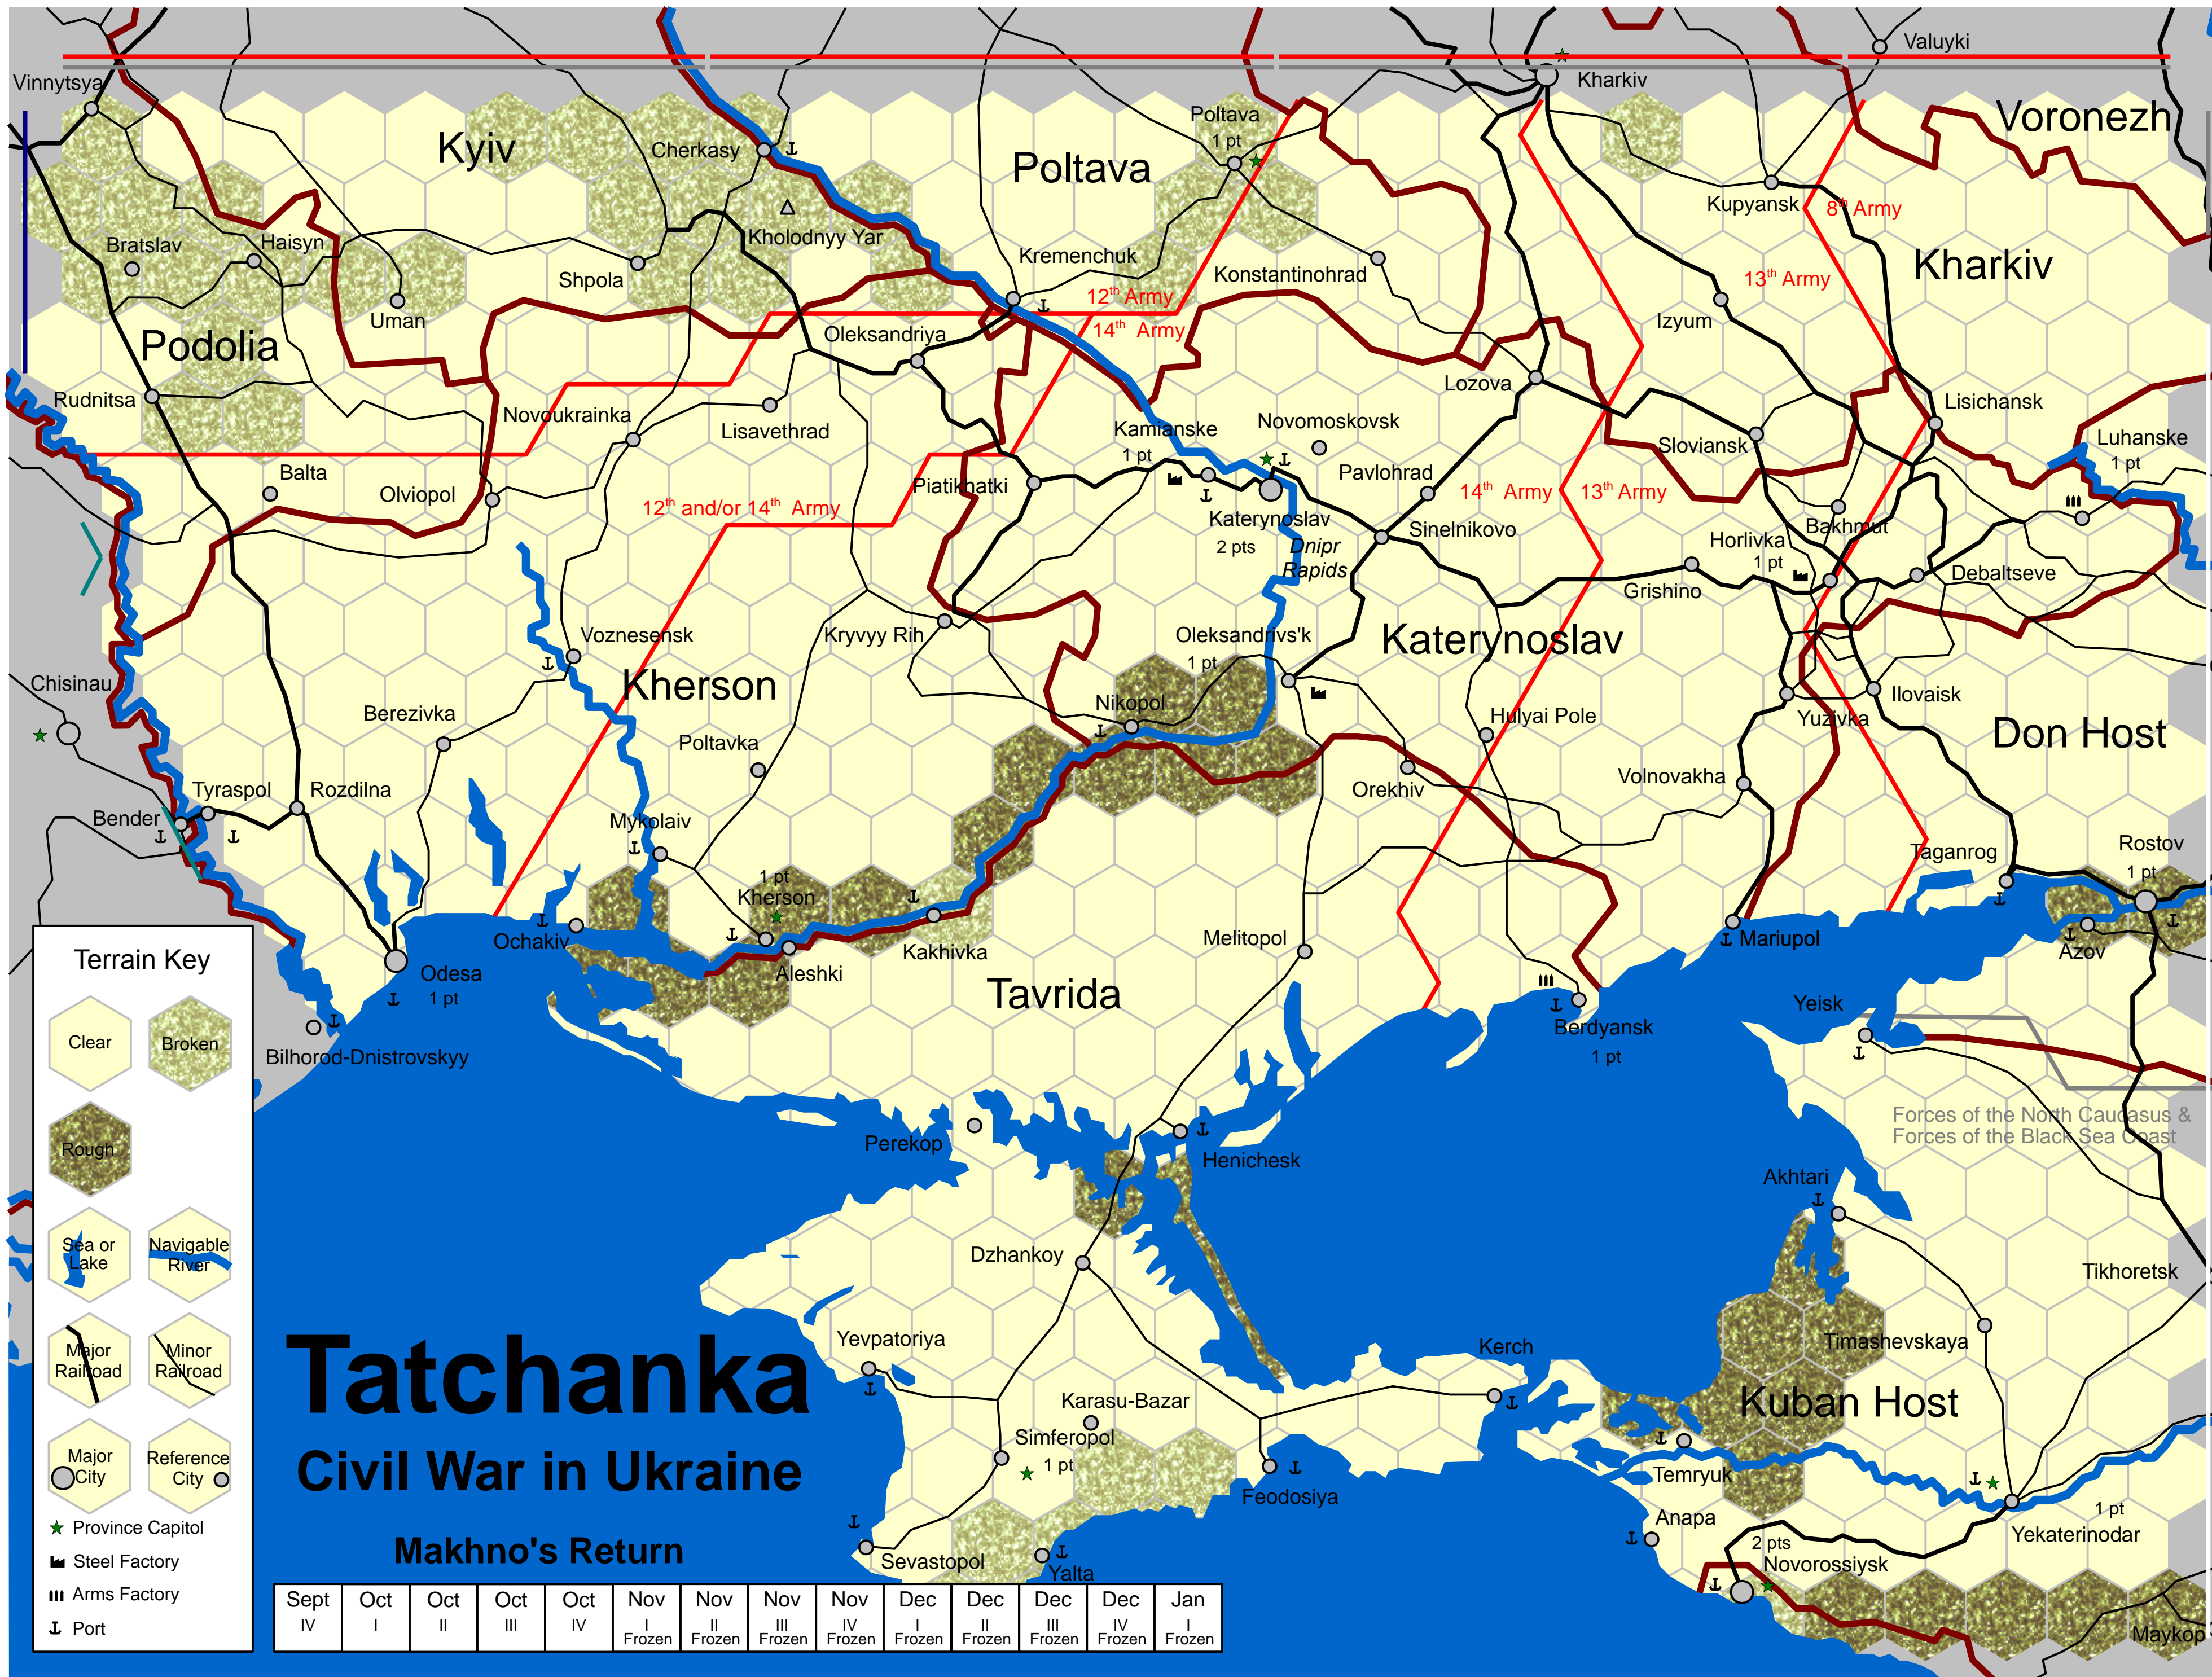 Valuyki
Kharkiv
Vinnytsya
Voronezh
Poltava
1 pt
Kyiv
Cherkasy
Poltava
Kupyansk
8th Army
Kholodnyy Yar
Bratslav
Haisyn
Kremenchuk
Konstantinohrad
Kharkiv
13th Army
Shpola
12th Army
Uman
Izyum
14th Army
Oleksandriya
Podolia
Lozova
Rudnitsa
Novoukrainka
Lisavethrad
Kamianske
1 pt
Novomoskovsk
Lisichansk
Sloviansk
Luhanske
1 pt
Balta
Olviopol
Piatikhatki
Pavlohrad
12th and/or 14th Army
14th Army
13th Army
Katerynoslav
2 pts
Sinelnikovo
Bakhmut
Dnipr
Rapids
Horlivka
1 pt
Grishino
Debaltseve
Voznesensk
Kryvyy Rih
Oleksandrivs'k
1 pt
Katerynoslav
Chisinau
Kherson
Nikopol
Ilovaisk
Berezivka
Hulyai Pole
Yuzivka
Poltavka
Don Host
Orekhiv
Volnovakha
Tyraspol
Rozdilna
Bender
Mykolaiv
Taganrog
Rostov
1 pt
1 pt
Kherson
Ochakiv
Kakhivka
Melitopol
Mariupol
Azov
Aleshki
Odesa
1 pt
Tavrida
Yeisk
Berdyansk
1 pt
Bilhorod-Dnistrovskyy
Forces of the North Caucasus &
Forces of the Black Sea Coast
Perekop
Henichesk
Akhtari
Dzhankoy
Tikhoretsk
Yevpatoriya
Kerch
Timashevskaya
Karasu-Bazar
Kuban Host
Simferopol
1 pt
Feodosiya
Temryuk
Anapa
1 pt
Yekaterinodar
2 pts
Novorossiysk
Sevastopol
Yalta
Maykop
Terrain Key
Clear
Broken
Rough
Sea or
Lake
Navigable
River
Major
Railroad
Minor
Railroad
Major
City
Reference
City
Province Capitol
Steel Factory
Arms Factory
Port
Tatchanka
Civil War in Ukraine
Makhno's Return
Sept Oct Oct Oct Oct Nov Nov Nov Nov Dec Dec Dec Dec Jan
IV I II III IV I II III IV I II III IV I
Frozen Frozen Frozen Frozen Frozen Frozen Frozen Frozen Frozen